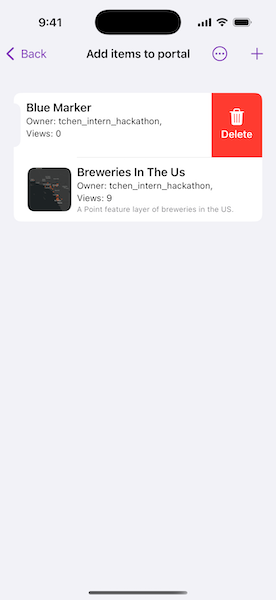 9:41
Back
Add items to portal
Blue Marker
Owner: tchen_intern_hackathon,
Views: 0
Delete
Breweries In The Us
Owner: tchen_intern_hackathon,
Views: 9
A Point feature layer of breweries in the US.